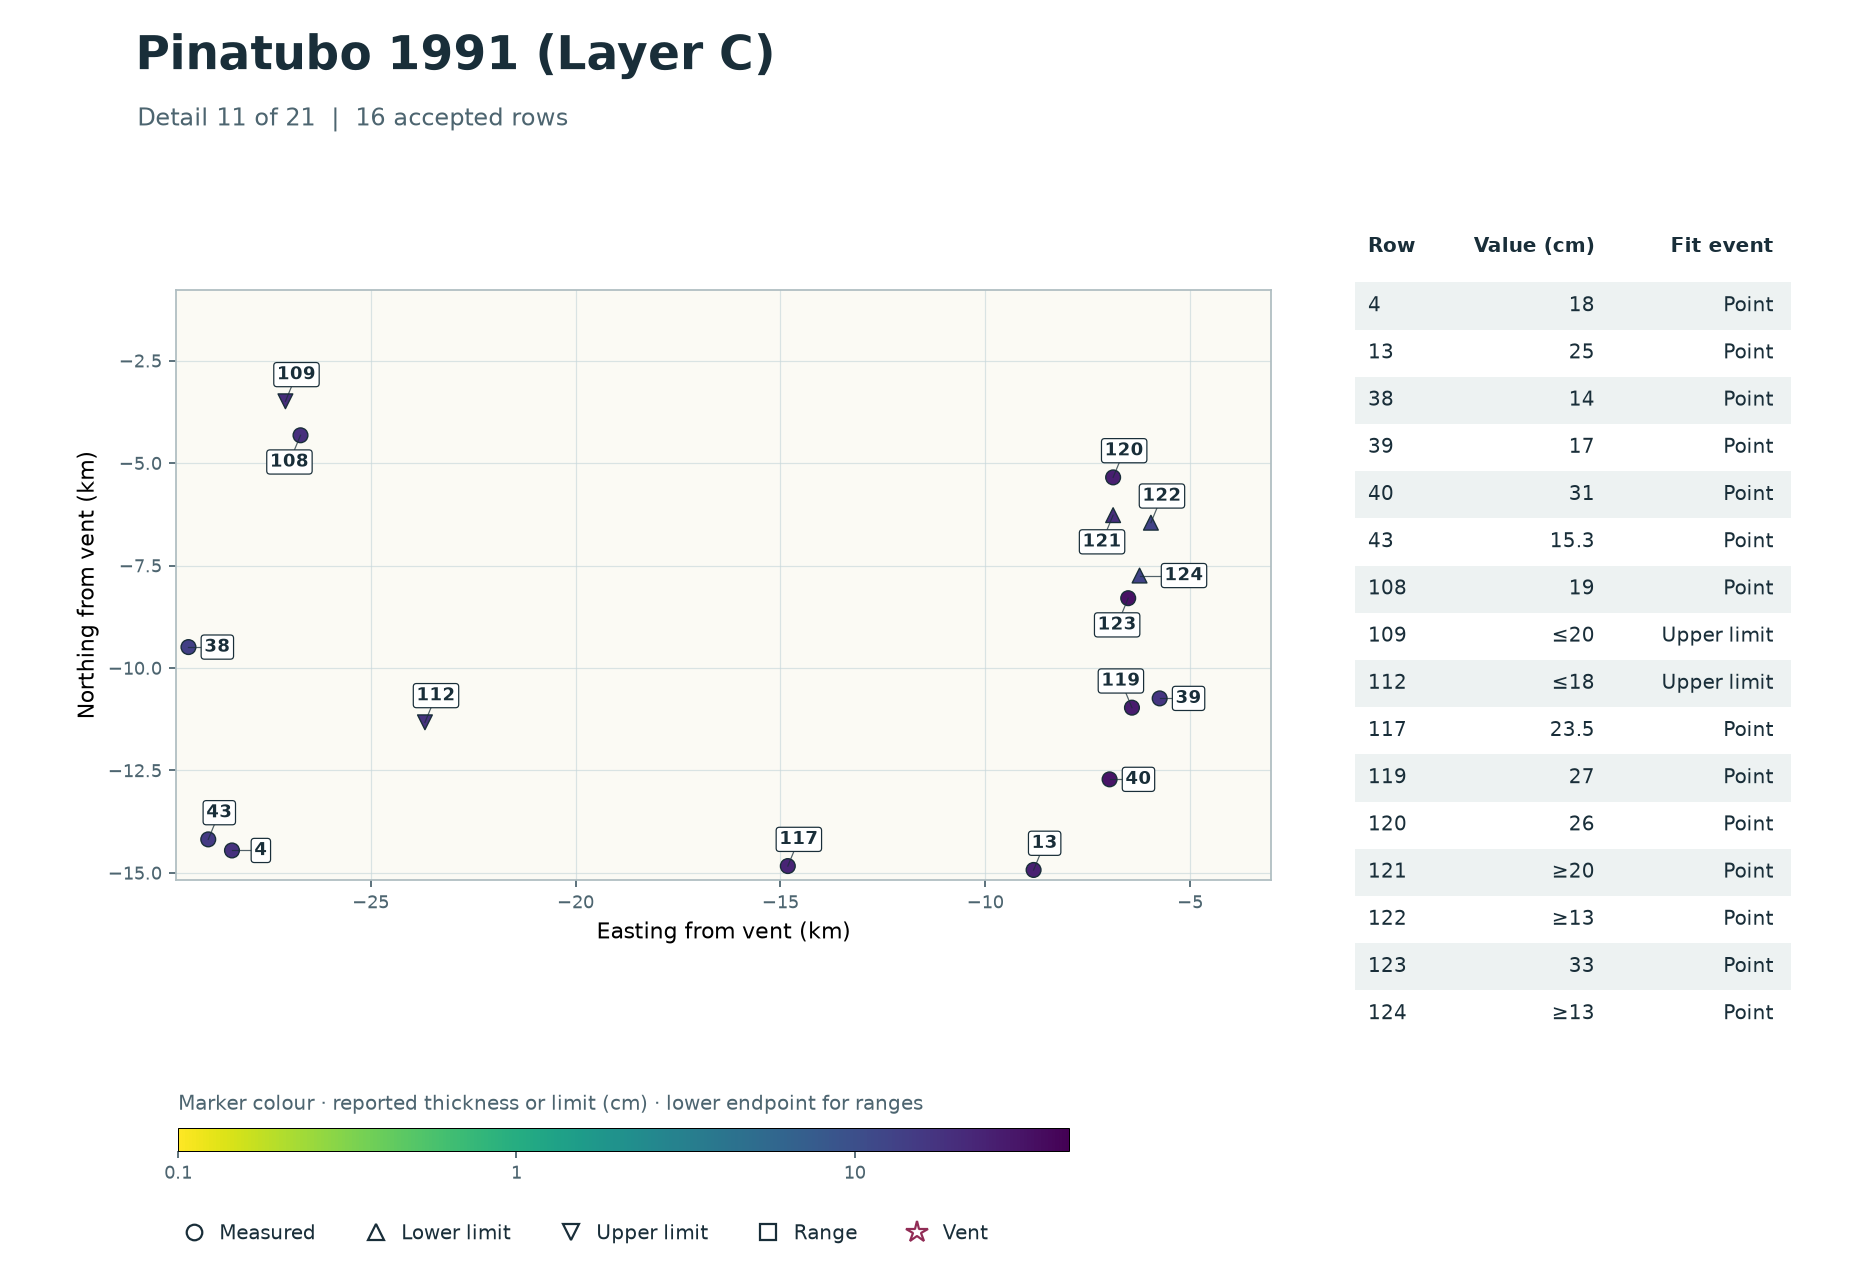 Pinatubo 1991 (Layer C)
Detail 11 of 21 | 16 accepted rows
Row Value (cm) Fit event
4 18 Point
13 25 Point
38 14 Point
39 17 Point
40 31 Point
43 15.3 Point
108 19 Point
109 ≤20 Upper limit
112 ≤18 Upper limit
117 23.5 Point
119 27 Point
120 26 Point
121 ≥20 Point
122 ≥13 Point
123 33 Point
124 ≥13 Point
Northing from vent (km)
−2.5
−5.0
−7.5
−10.0
−12.5
−15.0
109
108
120
122
121
124
123
38
119
39
112
40
43
4
117
13
−25 −20 −15 −10 −5
Easting from vent (km)
Marker colour · reported thickness or limit (cm) · lower endpoint for ranges
0.1 1 10
Measured Lower limit Upper limit Range Vent